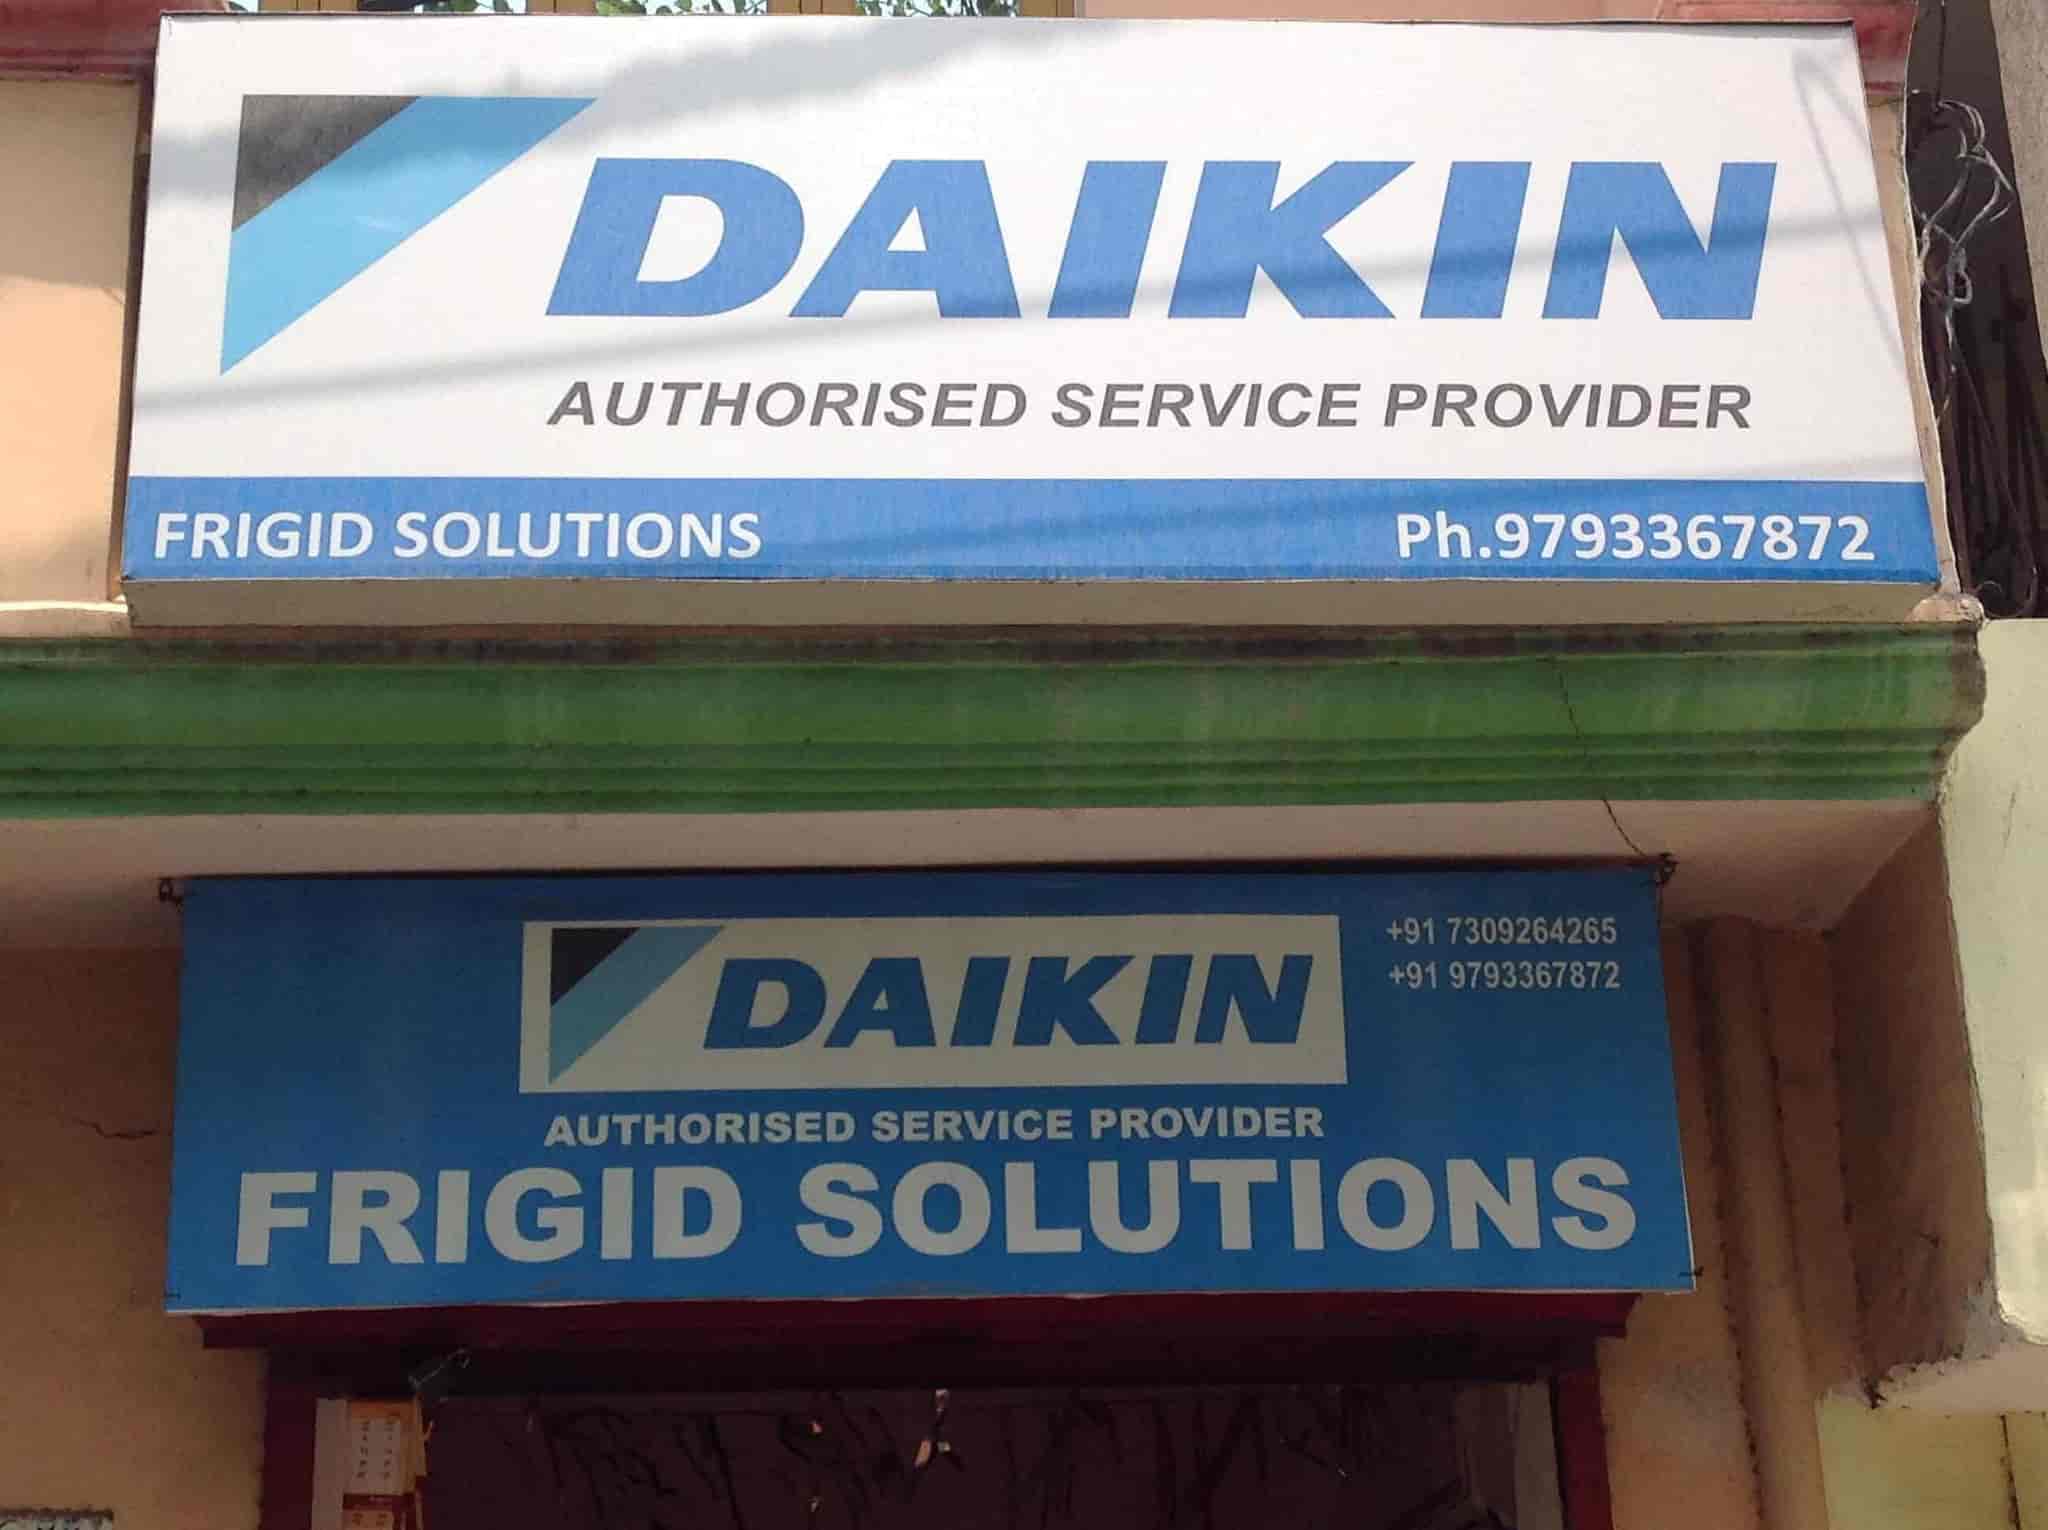 DAIKIN
AUTHORISED SERVICE PROVIDER
FRIGID SOLUTIONS
Ph.9793367872
DAIKIN
+91 7309264265
+91 9793367872
AUTHORISED SERVICE PROVIDER
FRIGID SOLUTIONS